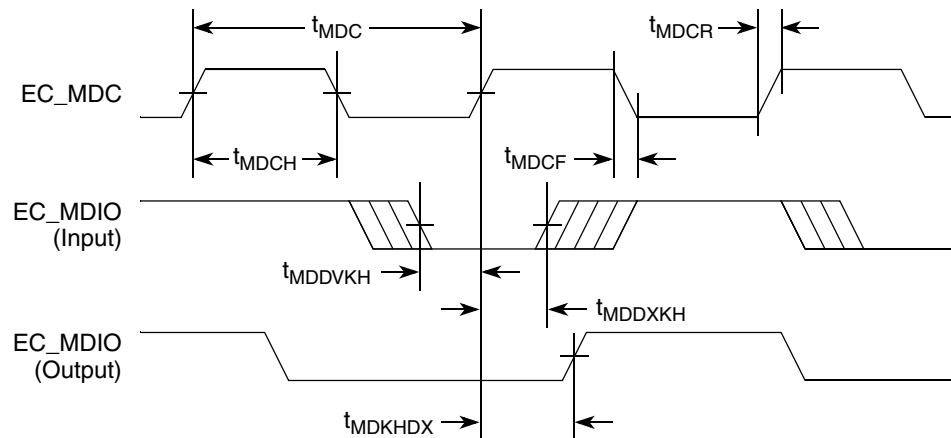 tMDC
tMDCR
EC_MDC
tMDCH
tMDCF
EC_MDIO
(Input)
tMDDVKH
tMDDXKH
EC_MDIO
(Output)
tMDKHDX